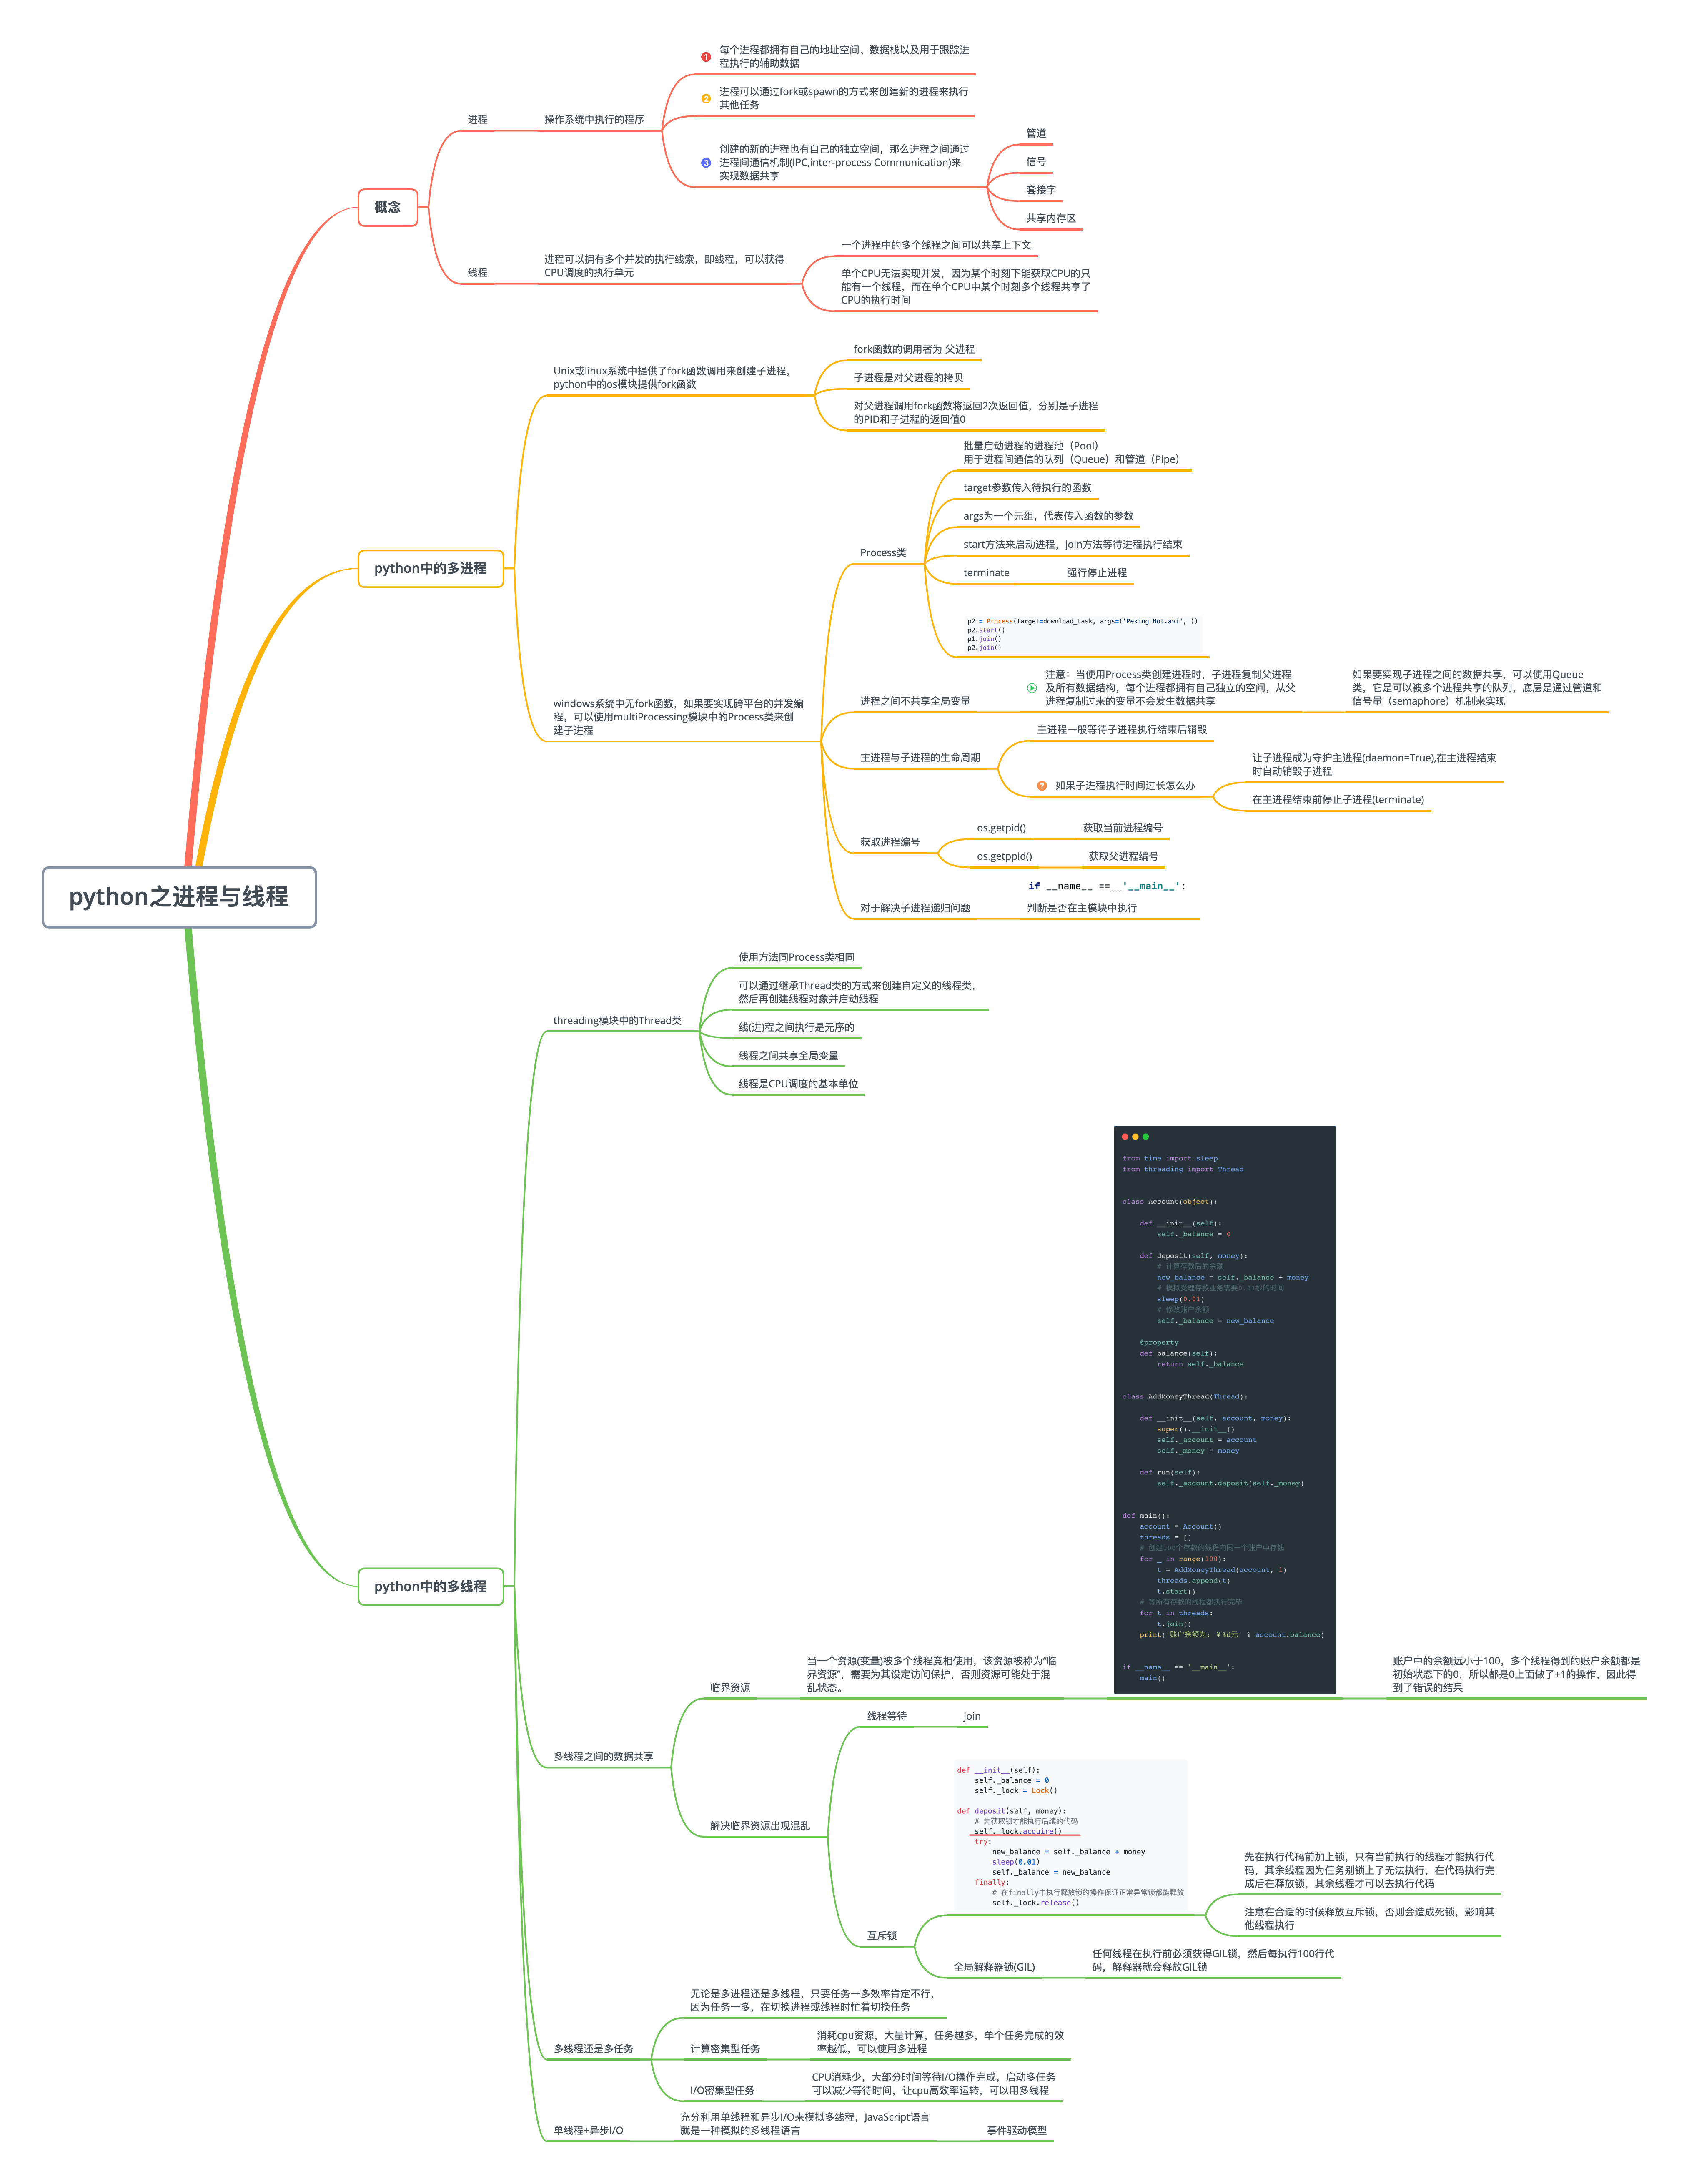 python之进程与线程
概念
进程
操作系统中执行的程序
1
每个进程都拥有自己的地址空间、数据栈以及用于跟踪进
程执行的辅助数据
2
进程可以通过fork或spawn的方式来创建新的进程来执行
其他任务
3
创建的新的进程也有自己的独立空间，那么进程之间通过
进程间通信机制(IPC,inter-process Communication)来
实现数据共享
管道
信号
套接字
共享内存区
线程
进程可以拥有多个并发的执行线索，即线程，可以获得
CPU调度的执行单元
一个进程中的多个线程之间可以共享上下文
单个CPU无法实现并发，因为某个时刻下能获取CPU的只
能有一个线程，而在单个CPU中某个时刻多个线程共享了
CPU的执行时间
python中的多进程
Unix或linux系统中提供了fork函数调用来创建子进程，
python中的os模块提供fork函数
fork函数的调用者为 父进程
子进程是对父进程的拷贝
对父进程调用fork函数将返回2次返回值，分别是子进程
的PID和子进程的返回值0
windows系统中无fork函数，如果要实现跨平台的并发编
程，可以使用multiProcessing模块中的Process类来创
建子进程
Process类
批量启动进程的进程池（Pool）
用于进程间通信的队列（Queue）和管道（Pipe）
target参数传入待执行的函数
args为一个元组，代表传入函数的参数
start方法来启动进程，join方法等待进程执行结束
terminate
强行停止进程
p2 = Process(target=download_task, args=('Peking Hot.avi', ))
p2.start()
p1.join()
p2.join()
进程之间不共享全局变量
注意：当使用Process类创建进程时，子进程复制父进程
及所有数据结构，每个进程都拥有自己独立的空间，从父
进程复制过来的变量不会发生数据共享
如果要实现子进程之间的数据共享，可以使用Queue
类，它是可以被多个进程共享的队列，底层是通过管道和
信号量（semaphore）机制来实现
主进程与子进程的生命周期
主进程一般等待子进程执行结束后销毁
?
如果子进程执行时间过长怎么办
让子进程成为守护主进程(daemon=True),在主进程结束
时自动销毁子进程
在主进程结束前停止子进程(terminate)
获取进程编号
os.getpid()
获取当前进程编号
os.getppid()
获取父进程编号
对于解决子进程递归问题
if __name__ ==__'__main__':
判断是否在主模块中执行
python中的多线程
threading模块中的Thread类
使用方法同Process类相同
可以通过继承Thread类的方式来创建自定义的线程类，
然后再创建线程对象并启动线程
线(进)程之间执行是无序的
线程之间共享全局变量
线程是CPU调度的基本单位
多线程之间的数据共享
临界资源
当一个资源(变量)被多个线程竞相使用，该资源被称为“临
界资源”，需要为其设定访问保护，否则资源可能处于混
乱状态。
from time import sleep
from threading import Thread
class Account(object):
def __init__(self):
self._balance = 0
def deposit(self, money):
# 计算存款后的余额
new_balance = self._balance + money
# 模拟受理存款业务需要0.01秒的时间
sleep(0.01)
# 修改账户余额
self._balance = new_balance
@property
def balance(self):
return self._balance
class AddMoneyThread(Thread):
def __init__(self, account, money):
super().__init__()
self._account = account
self._money = money
def run(self):
self._account.deposit(self._money)
def main():
account = Account()
threads = []
# 创建100个存款的线程向同一个账户中存钱
for _ in range(100):
t = AddMoneyThread(account, 1)
threads.append(t)
t.start()
# 等所有存款的线程都执行完毕
for t in threads:
t.join()
print('账户余额为: ￥%d元' % account.balance)
if __name__ == '__main__':
main()
账户中的余额远小于100，多个线程得到的账户余额都是
初始状态下的0，所以都是0上面做了+1的操作，因此得
到了错误的结果
解决临界资源出现混乱
线程等待
join
互斥锁
def __init__(self):
self._balance = 0
self._lock = Lock()
def deposit(self, money):
# 先获取锁才能执行后续的代码
self._lock.acquire()
try:
new_balance = self._balance + money
sleep(0.01)
self._balance = new_balance
finally:
# 在finally中执行释放锁的操作保证正常异常锁都能释放
self._lock.release()
先在执行代码前加上锁，只有当前执行的线程才能执行代
码，其余线程因为任务别锁上了无法执行，在代码执行完
成后在释放锁，其余线程才可以去执行代码
注意在合适的时候释放互斥锁，否则会造成死锁，影响其
他线程执行
全局解释器锁(GIL)
任何线程在执行前必须获得GIL锁，然后每执行100行代
码，解释器就会释放GIL锁
多线程还是多任务
无论是多进程还是多线程，只要任务一多效率肯定不行，
因为任务一多，在切换进程或线程时忙着切换任务
计算密集型任务
消耗cpu资源，大量计算，任务越多，单个任务完成的效
率越低，可以使用多进程
I/O密集型任务
CPU消耗少，大部分时间等待I/O操作完成，启动多任务
可以减少等待时间，让cpu高效率运转，可以用多线程
单线程+异步I/O
充分利用单线程和异步I/O来模拟多线程，JavaScript语言
就是一种模拟的多线程语言
事件驱动模型